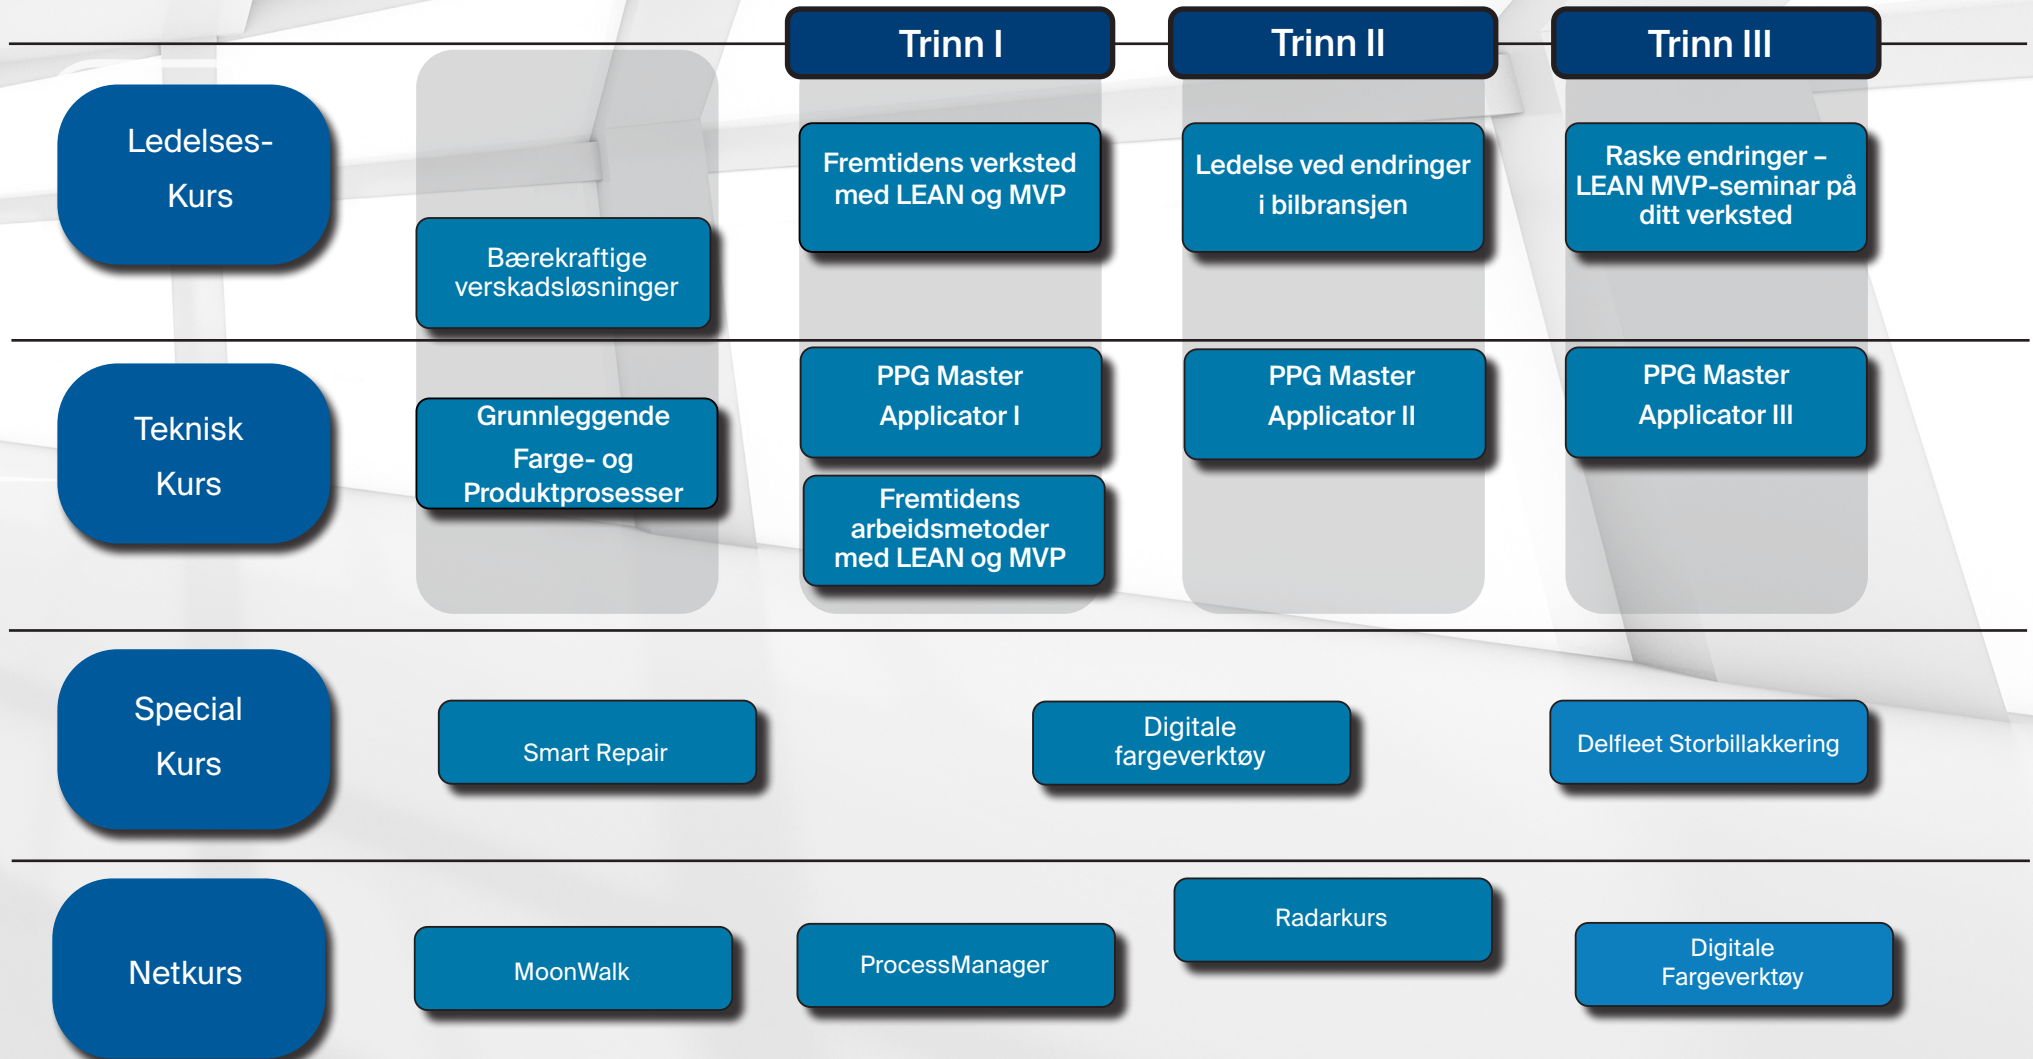 Trinn I
Trinn II
Trinn III
Ledelses-
Kurs
Bærekraftige
verskadsløsninger
Fremtidens verksted
med LEAN og MVP
Ledelse ved endringer
i bilbransjen
Raske endringer –
LEAN MVP-seminar på
ditt verksted
Teknisk
Kurs
Grunnleggende
Farge- og
Produktprosesser
PPG Master
Applicator I
Fremtidens
arbeidsmetoder
med LEAN og MVP
PPG Master
Applicator II
PPG Master
Applicator III
Special
Kurs
Smart Repair
Digitale
fargeverktøy
Delfleet Storbillakkering
Netkurs
MoonWalk
ProcessManager
Radarkurs
Digitale
Fargeverktøy